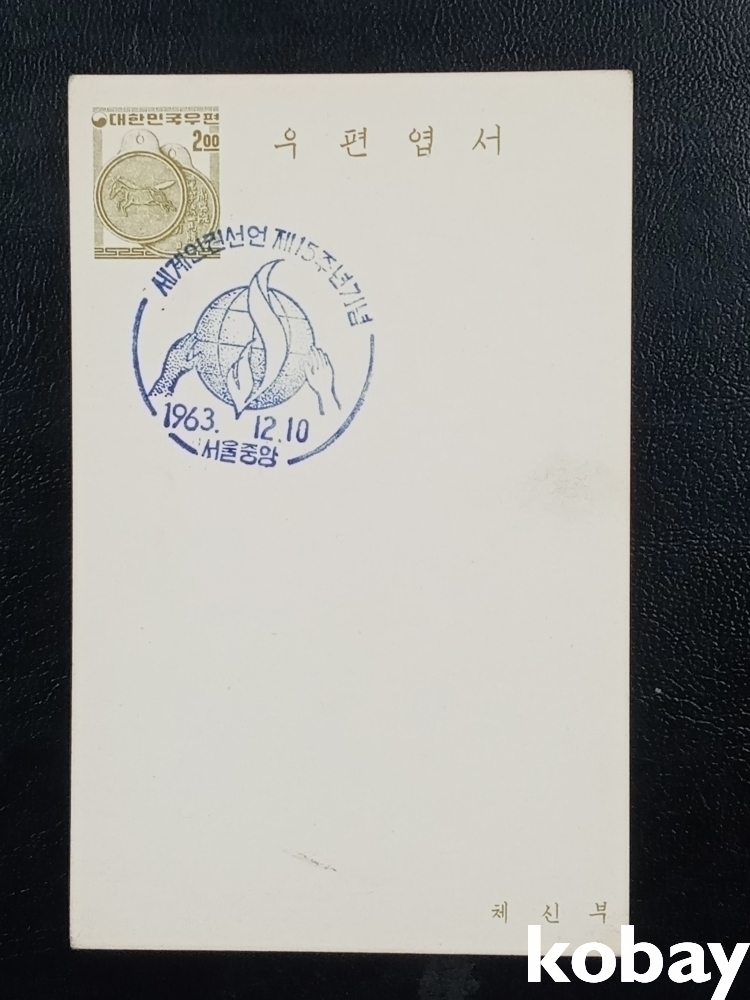 대한민국우편
2.00
우편엽서
세계인권선언 제15주년기념
1963. 12.10
서울중앙
체신부
kobay